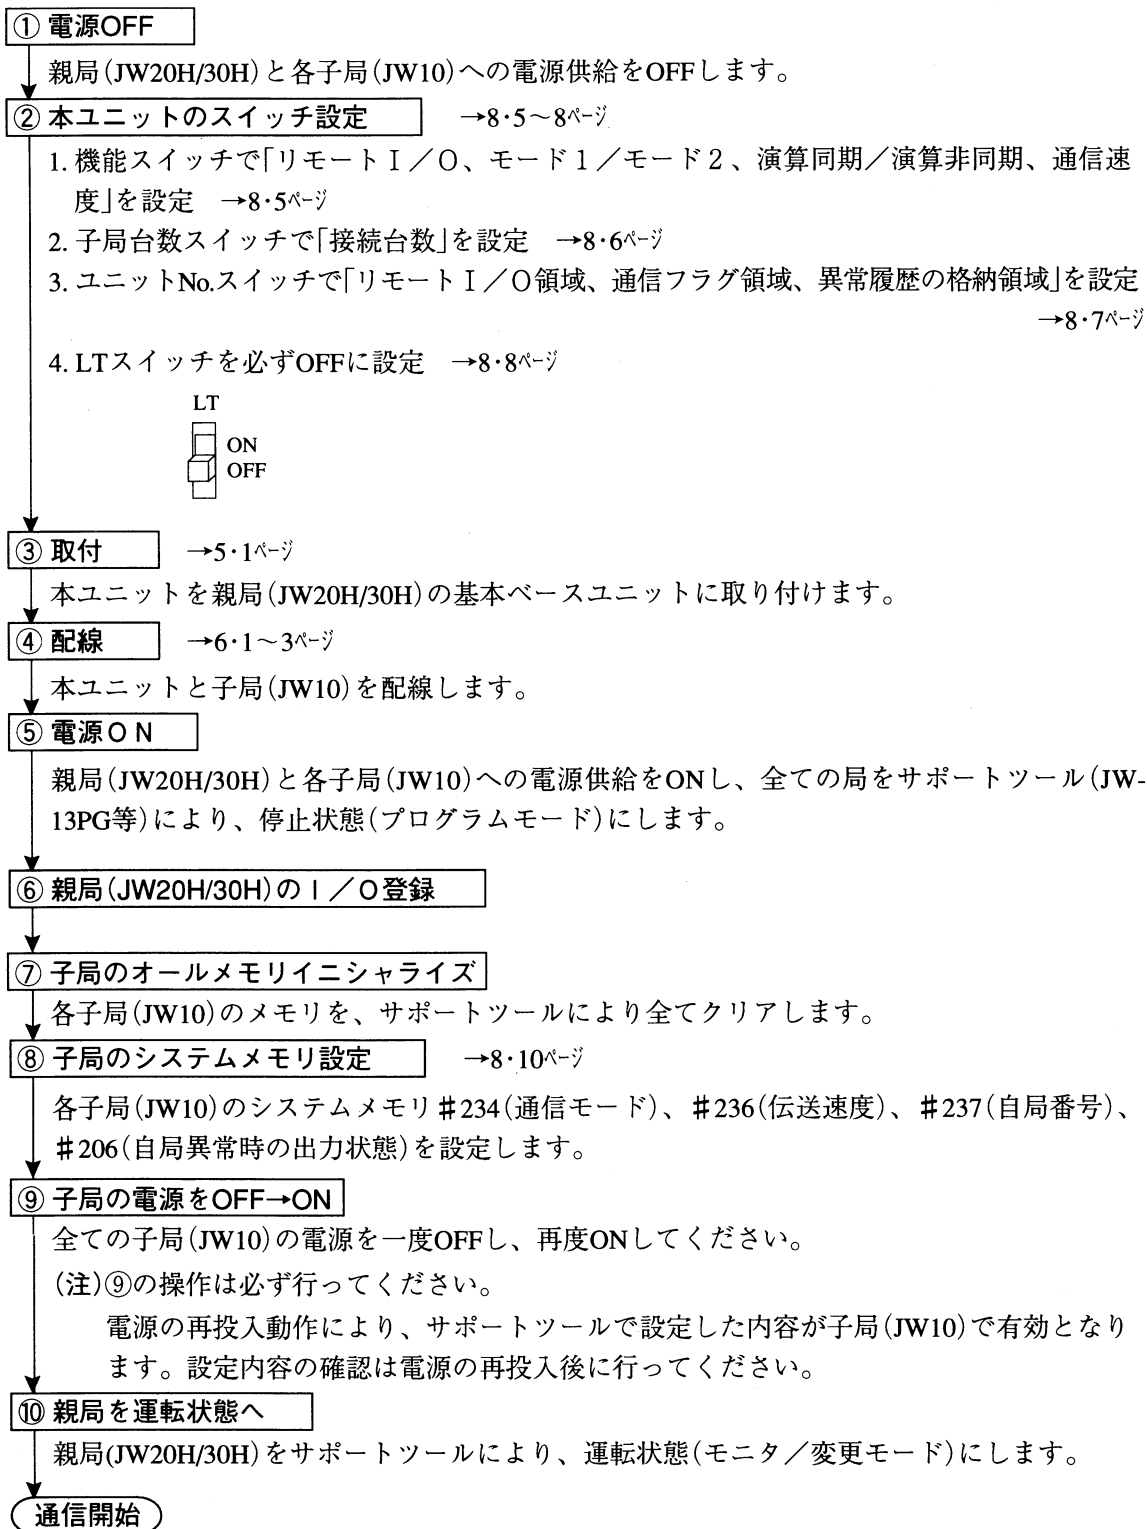 ① 電源OFF
親局(JW20H/30H)と各子局(JW10)への電源供給をOFFします。
② 本ユニットのスイッチ設定 →8・5～8ページ
1. 機能スイッチで「リモートＩ／Ｏ、モード１／モード２、演算同期／演算非同期、通信速
度」を設定 →8・5ページ
2. 子局台数スイッチで「接続台数」を設定 →8・6ページ
3. ユニットNo.スイッチで「リモートＩ／Ｏ領域、通信フラグ領域、異常履歴の格納領域」を設定
→8・7ページ
4. LTスイッチを必ずOFFに設定 →8・8ページ
LT
ON
OFF
③ 取付 →5・1ページ
本ユニットを親局(JW20H/30H)の基本ベースユニットに取り付けます。
④ 配線 →6・1～3ページ
本ユニットと子局(JW10)を配線します。
⑤ 電源ＯＮ
親局(JW20H/30H)と各子局(JW10)への電源供給をONし、全ての局をサポートツール(JW-
13PG等)により、停止状態(プログラムモード)にします。
⑥ 親局(JW20H/30H)のＩ／Ｏ登録
⑦ 子局のオールメモリイニシャライズ
各子局(JW10)のメモリを、サポートツールにより全てクリアします。
⑧ 子局のシステムメモリ設定 →8・10ページ
各子局(JW10)のシステムメモリ＃234(通信モード)、＃236(伝送速度)、＃237(自局番号)、
＃206(自局異常時の出力状態)を設定します。
⑨ 子局の電源をOFF→ON
全ての子局(JW10)の電源を一度OFFし、再度ONしてください。
(注)⑨の操作は必ず行ってください。
電源の再投入動作により、サポートツールで設定した内容が子局(JW10)で有効となり
ます。設定内容の確認は電源の再投入後に行ってください。
⑩ 親局を運転状態へ
親局(JW20H/30H)をサポートツールにより、運転状態(モニタ／変更モード)にします。
通信開始